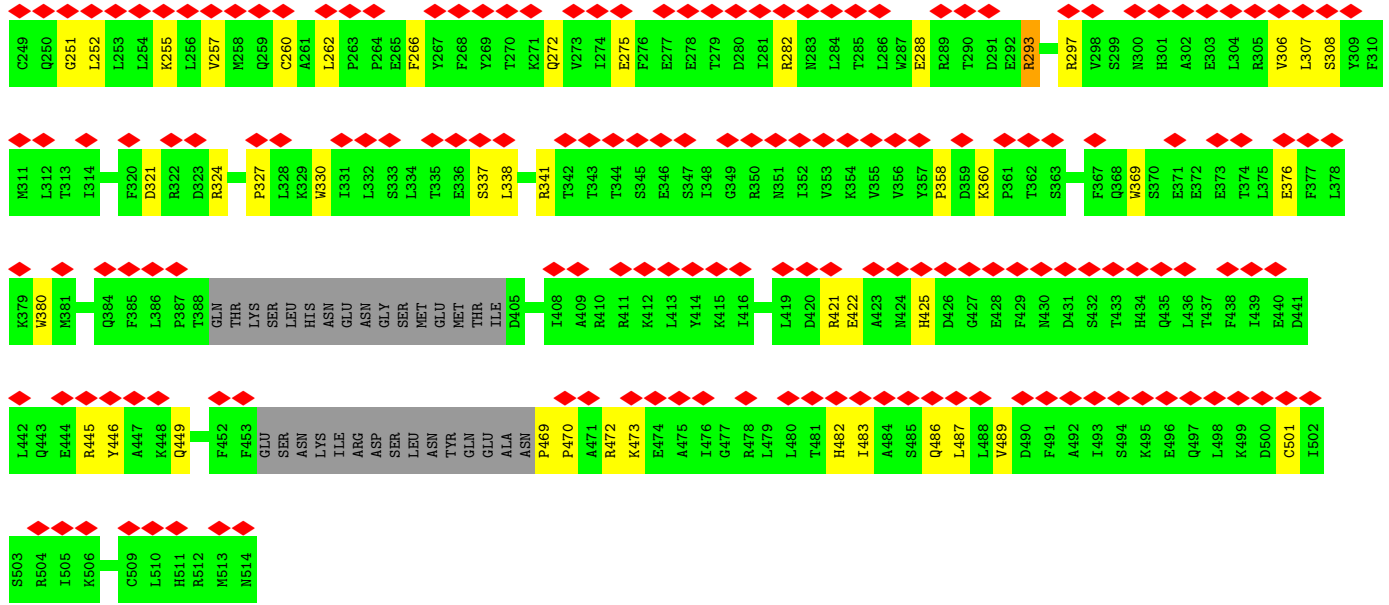 C249 Q250 G251 L252 L253 L254 K255 L256 V257 M258 Q259 C260 A261 L262 P263 P264 E265 F266 Y267 F268 Y269 T270 K271 Q272 V273 I274 E275 F276 E277 E278 T279 D280 I281 R282 N283 L284 T285 L286 W287 E288 R289 T290 D291 E292 R293 R297 V298 S299 N300 H301 A302 E303 L304 R305 V306 L307 S308 Y309 F310
M311 L312 T313 I314 F320 D321 R322 D323 R324 P327 L328 K329 W330 I331 L332 S333 L334 T335 E336 S337 L338 R341 T342 T343 T344 S345 E346 S347 I348 G349 R350 N351 I352 V353 K354 V355 V356 Y357 P358 D359 K360 P361 T362 S363 F367 Q368 W369 S370 E371 E372 E373 T374 L375 E376 F377 L378
K379 W380 M381 Q384 F385 L386 P387 T388 GLN THR LYS SER LEU HIS ASN GLU ASN GLY SER MET GLU MET THR ILE D405 I408 A409 R410 R411 K412 L413 Y414 K415 I416 L419 D420 R421 E422 A423 N424 H425 D426 G427 E428 F429 N430 D431 S432 T433 H434 Q435 L436 T437 F438 I439 E440 D441
L442 Q443 E444 R445 Y446 A447 K448 Q449 F452 F453 GLU SER ASN LYS ILE ARG ASP SER LEU ASN TYR GLN GLU ALA ASN P469 P470 A471 R472 K473 E474 A475 I476 G477 R478 L479 L480 T481 H482 I483 A484 S485 Q486 L487 L488 V489 D490 F491 A492 I493 S494 K495 E496 Q497 L498 K499 D500 C501 I502
S503 R504 I505 K506 C509 L510 H511 R512 M513 N514